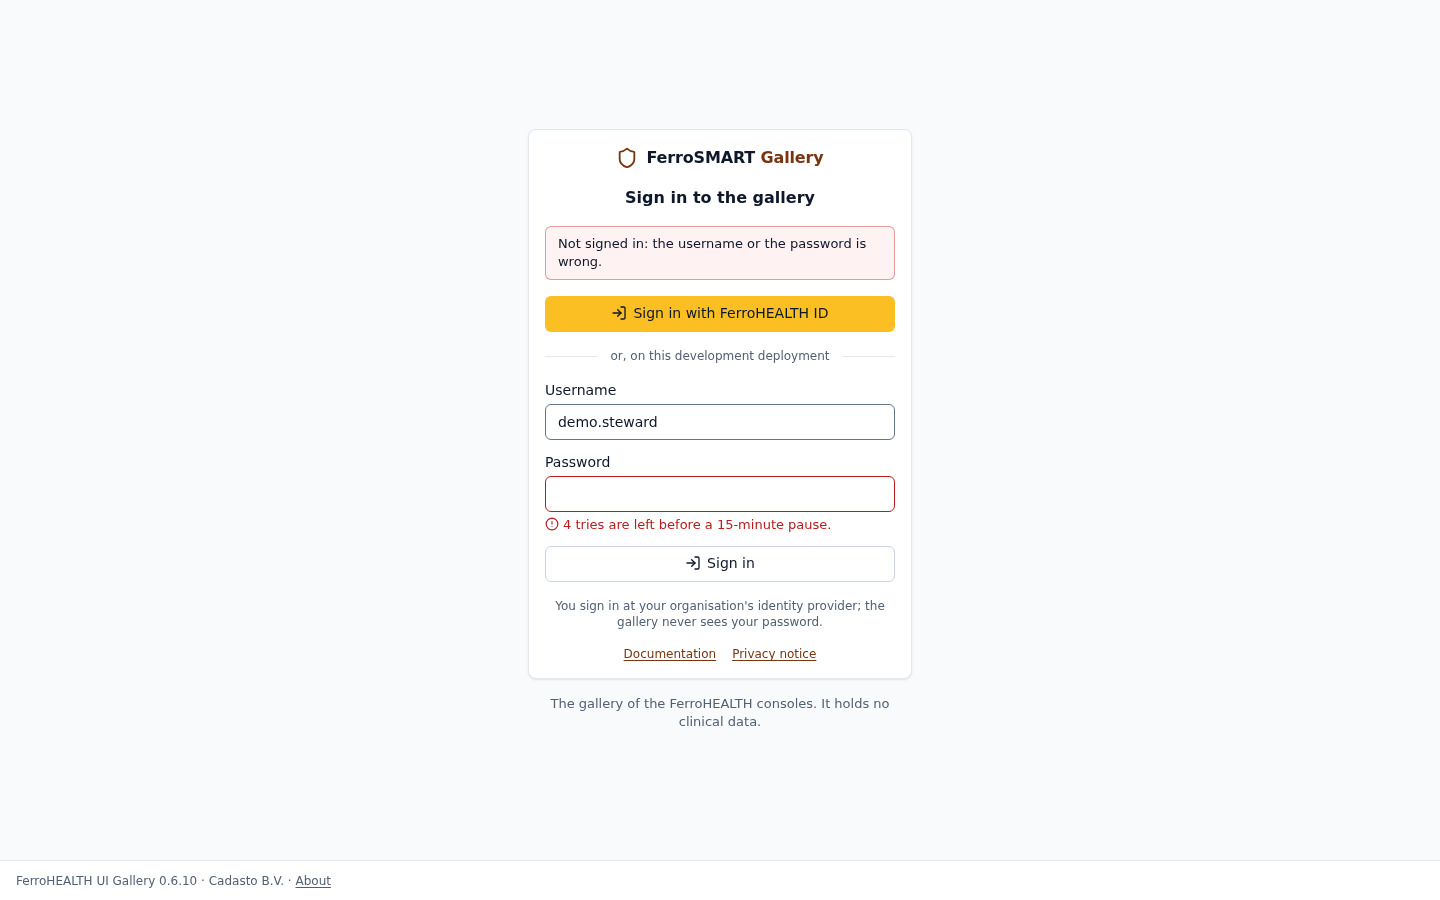 FerroSMART Gallery
Sign in to the gallery
Not signed in: the username or the password is
wrong.
Sign in with FerroHEALTH ID
or, on this development deployment
Username
demo.steward
Password
4 tries are left before a 15-minute pause.
Sign in
You sign in at your organisation's identity provider; the
gallery never sees your password.
Documentation Privacy notice
The gallery of the FerroHEALTH consoles. It holds no
clinical data.
FerroHEALTH UI Gallery 0.6.10 · Cadasto B.V. · About